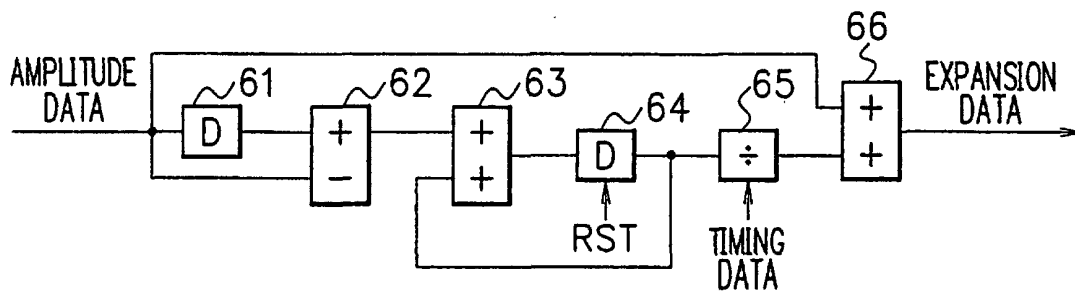 AMPLITUDE
DATA
61
D
62
+
−
63
+
+
64
D
RST
65
÷
TIMING
DATA
66
+
+
EXPANSION
DATA